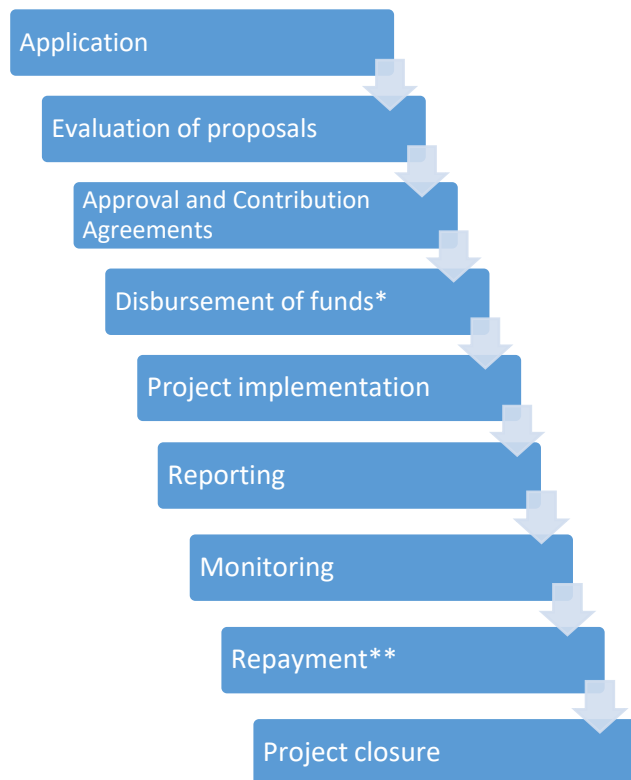 Application
Evaluation of proposals
Approval and Contribution
Agreements
Disbursement of funds*
Project implementation
Reporting
Monitoring
Repayment**
Project closure